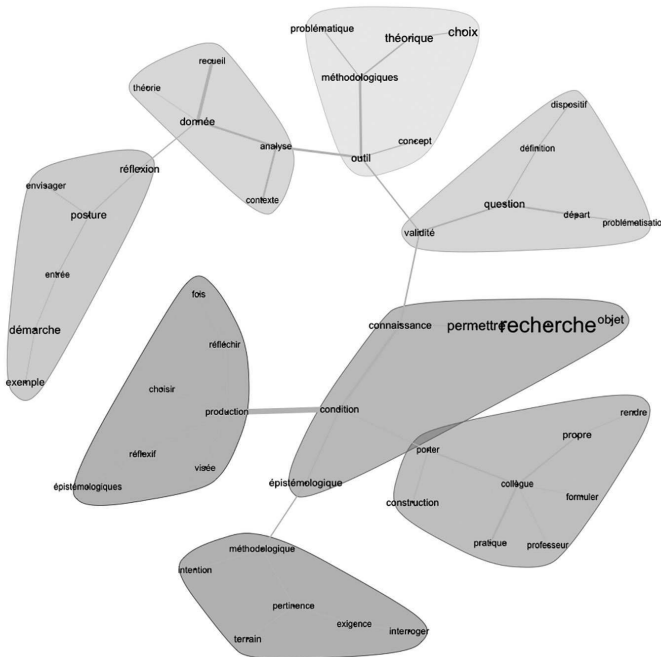 problématique
théorique
choix
méthodologiques
concept
outil
recueil
théorie
donnée
analyse
contexte
dispositif
définition
question
départ
problématisation
validité
réflexion
envisager
posture
entrée
démarche
exemple
fois
réfléchir
choisir
production
réflexif
visée
épistémologiques
connaissance
permettre
recherche
objet
condition
épistémologique
rendre
propre
porter
collègue
construction
formuler
pratique
professeur
méthodologique
intention
pertinence
exigence
interroger
terrain